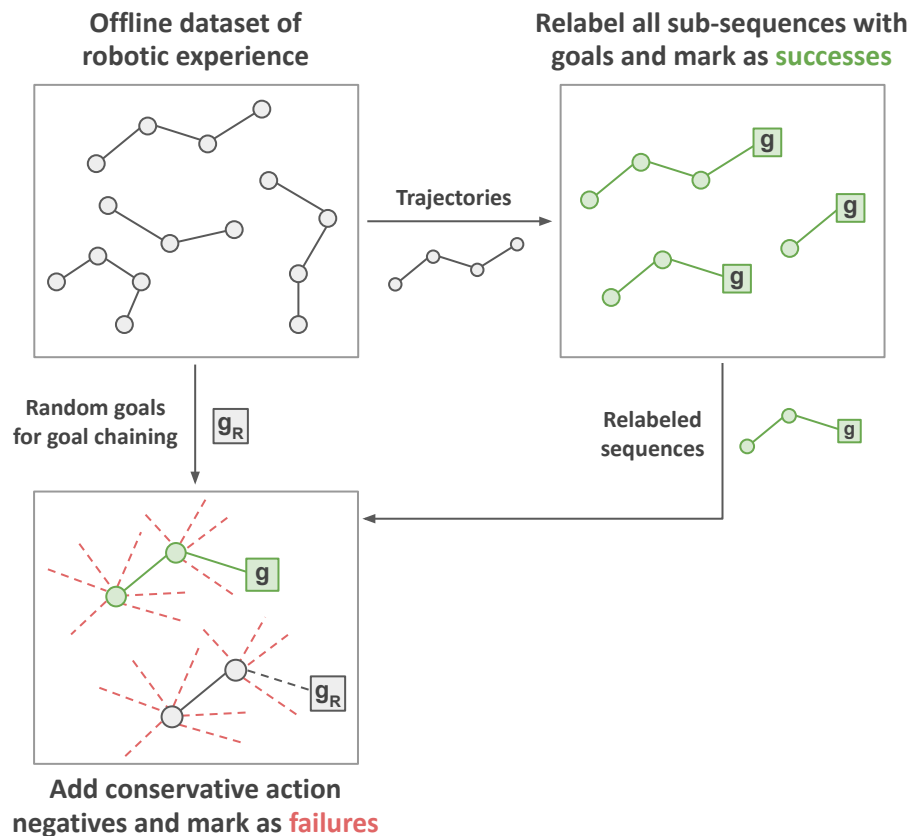 Offline dataset of
robotic experience
Relabel all sub-sequences with
goals and mark as successes
Trajectories
g
g
g
Random goals
for goal chaining
gR
Relabeled
sequences
g
g
gR
Add conservative action
negatives and mark as failures